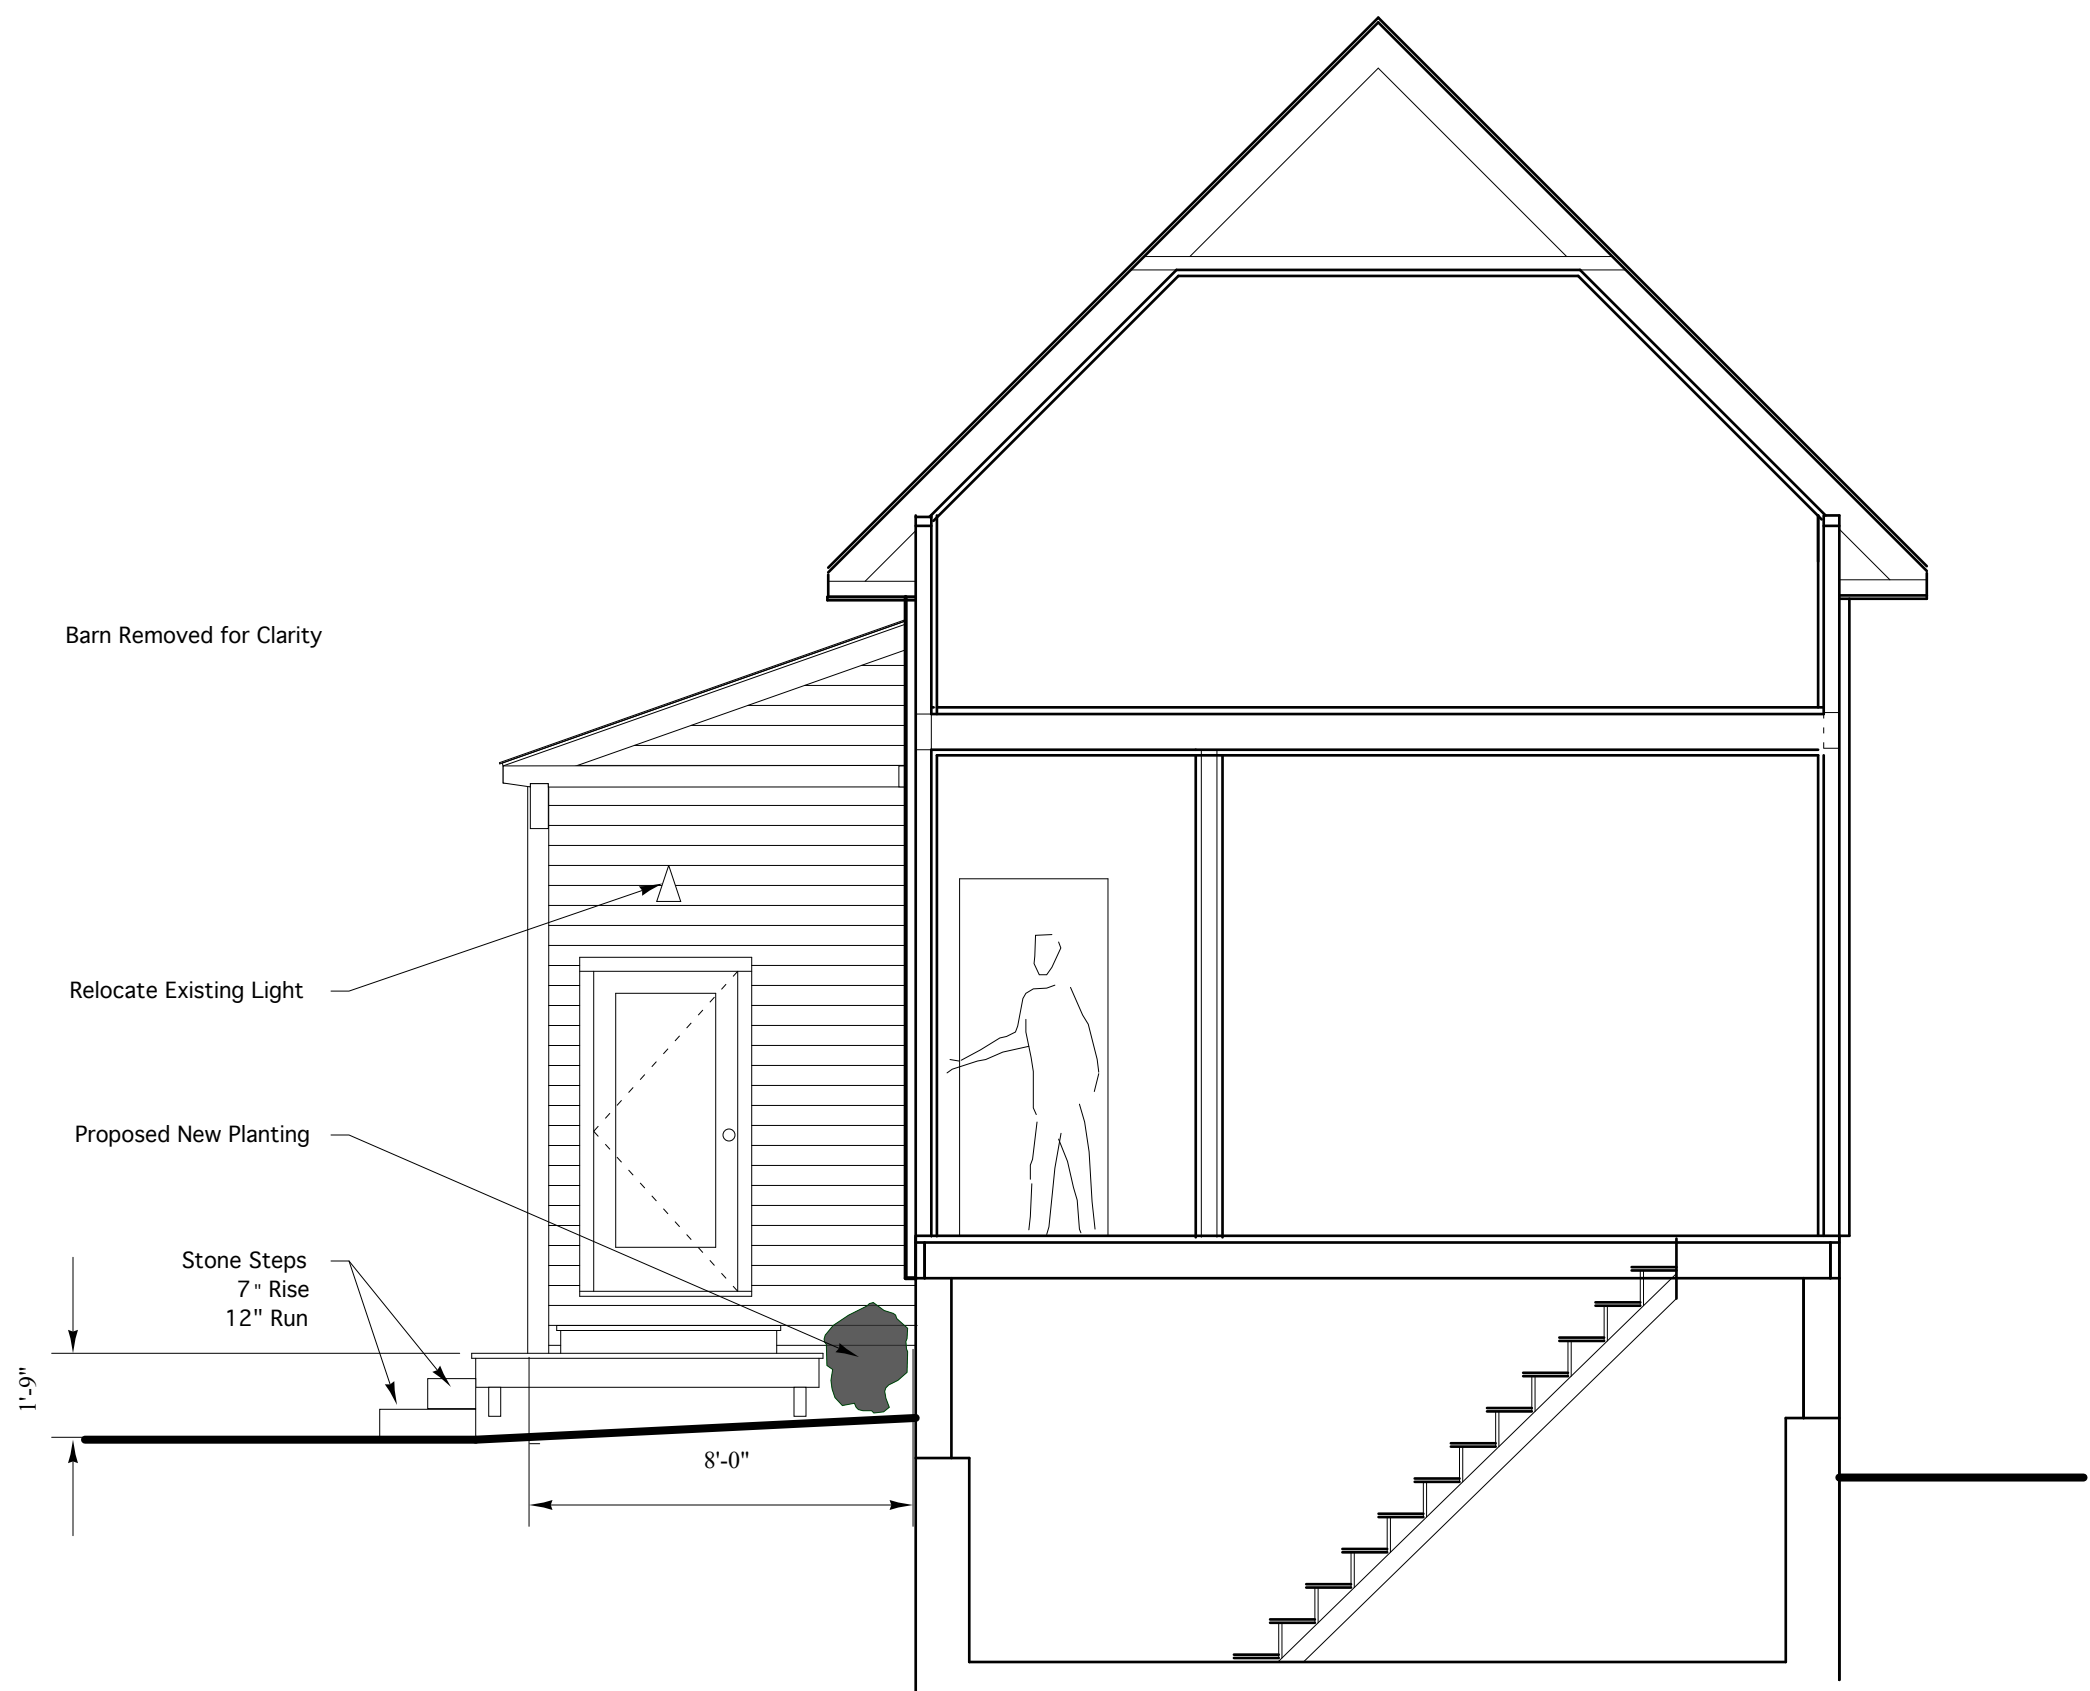 Barn Removed for Clarity
Relocate Existing Light
Proposed New Planting
Stone Steps
7" Rise
12" Run
1'-9"
8'-0"